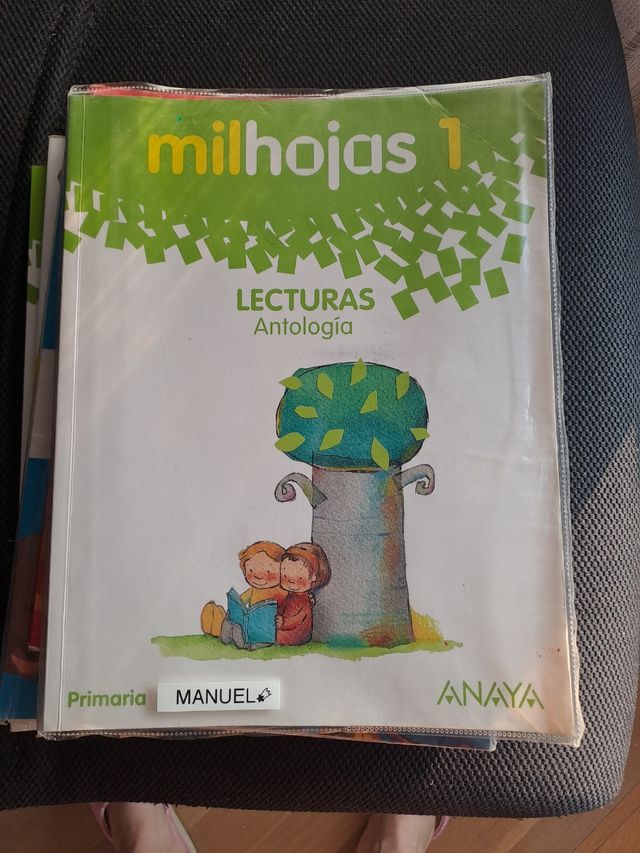 milhojas 1
LECTURAS
Antología
Primaria
MANUEL
ANAYA